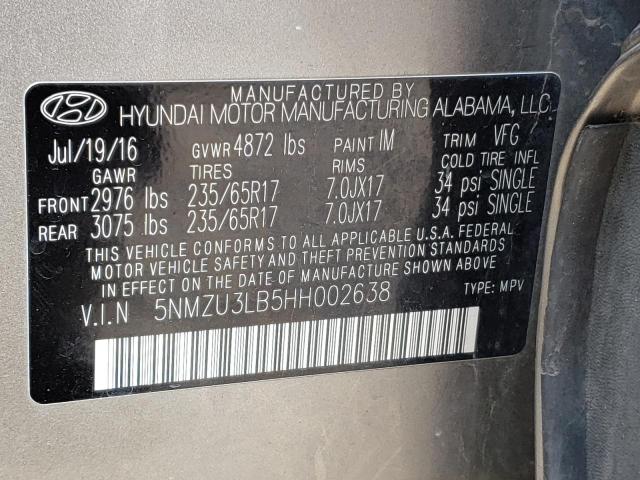 MANUFACTURED BY
HYUNDAI MOTOR MANUFACTURING ALABAMA, LLC
Jul/19/16 GVWR 4872 lbs PAINT IM TRIM VFG
GAWR TIRES RIMS COLD TIRE INFL
FRONT 2976 lbs 235/65R17 7.0JX17 34 psi SINGLE
REAR 3075 lbs 235/65R17 7.0JX17 34 psi SINGLE
THIS VEHICLE CONFORMS TO ALL APPLICABLE U.S.A. FEDERAL
MOTOR VEHICLE SAFETY AND THEFT PREVENTION STANDARDS
IN EFFECT ON THE DATE OF MANUFACTURE SHOWN ABOVE.
V.I.N 5NMZU3LB5HH002638 TYPE: MPV